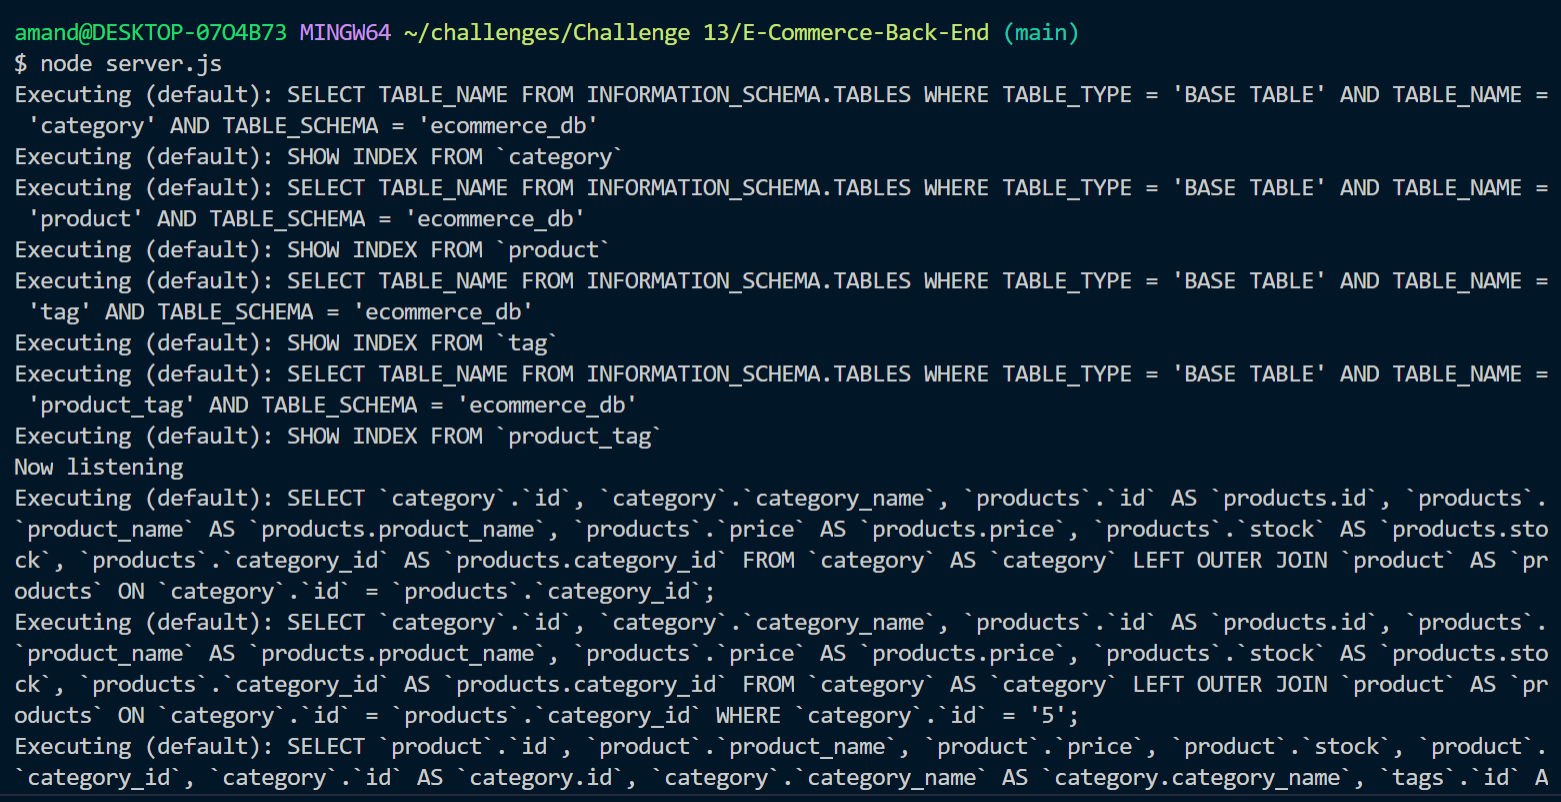 amand@DESKTOP-07O4B73 MINGW64 ~/challenges/Challenge 13/E-Commerce-Back-End (main)
$ node server.js
Executing (default): SELECT TABLE_NAME FROM INFORMATION_SCHEMA.TABLES WHERE TABLE_TYPE = 'BASE TABLE' AND TABLE_NAME =
 'category' AND TABLE_SCHEMA = 'ecommerce_db'
Executing (default): SHOW INDEX FROM `category`
Executing (default): SELECT TABLE_NAME FROM INFORMATION_SCHEMA.TABLES WHERE TABLE_TYPE = 'BASE TABLE' AND TABLE_NAME =
 'product' AND TABLE_SCHEMA = 'ecommerce_db'
Executing (default): SHOW INDEX FROM `product`
Executing (default): SELECT TABLE_NAME FROM INFORMATION_SCHEMA.TABLES WHERE TABLE_TYPE = 'BASE TABLE' AND TABLE_NAME =
 'tag' AND TABLE_SCHEMA = 'ecommerce_db'
Executing (default): SHOW INDEX FROM `tag`
Executing (default): SELECT TABLE_NAME FROM INFORMATION_SCHEMA.TABLES WHERE TABLE_TYPE = 'BASE TABLE' AND TABLE_NAME =
 'product_tag' AND TABLE_SCHEMA = 'ecommerce_db'
Executing (default): SHOW INDEX FROM `product_tag`
Now listening
Executing (default): SELECT `category`.`id`, `category`.`category_name`, `products`.`id` AS `products.id`, `products`.
`product_name` AS `products.product_name`, `products`.`price` AS `products.price`, `products`.`stock` AS `products.sto
ck`, `products`.`category_id` AS `products.category_id` FROM `category` AS `category` LEFT OUTER JOIN `product` AS `pr
oducts` ON `category`.`id` = `products`.`category_id`;
Executing (default): SELECT `category`.`id`, `category`.`category_name`, `products`.`id` AS `products.id`, `products`.
`product_name` AS `products.product_name`, `products`.`price` AS `products.price`, `products`.`stock` AS `products.sto
ck`, `products`.`category_id` AS `products.category_id` FROM `category` AS `category` LEFT OUTER JOIN `product` AS `pr
oducts` ON `category`.`id` = `products`.`category_id` WHERE `category`.`id` = '5';
Executing (default): SELECT `product`.`id`, `product`.`product_name`, `product`.`price`, `product`.`stock`, `product`.
`category_id`, `category`.`id` AS `category.id`, `category`.`category_name` AS `category.category_name`, `tags`.`id` A